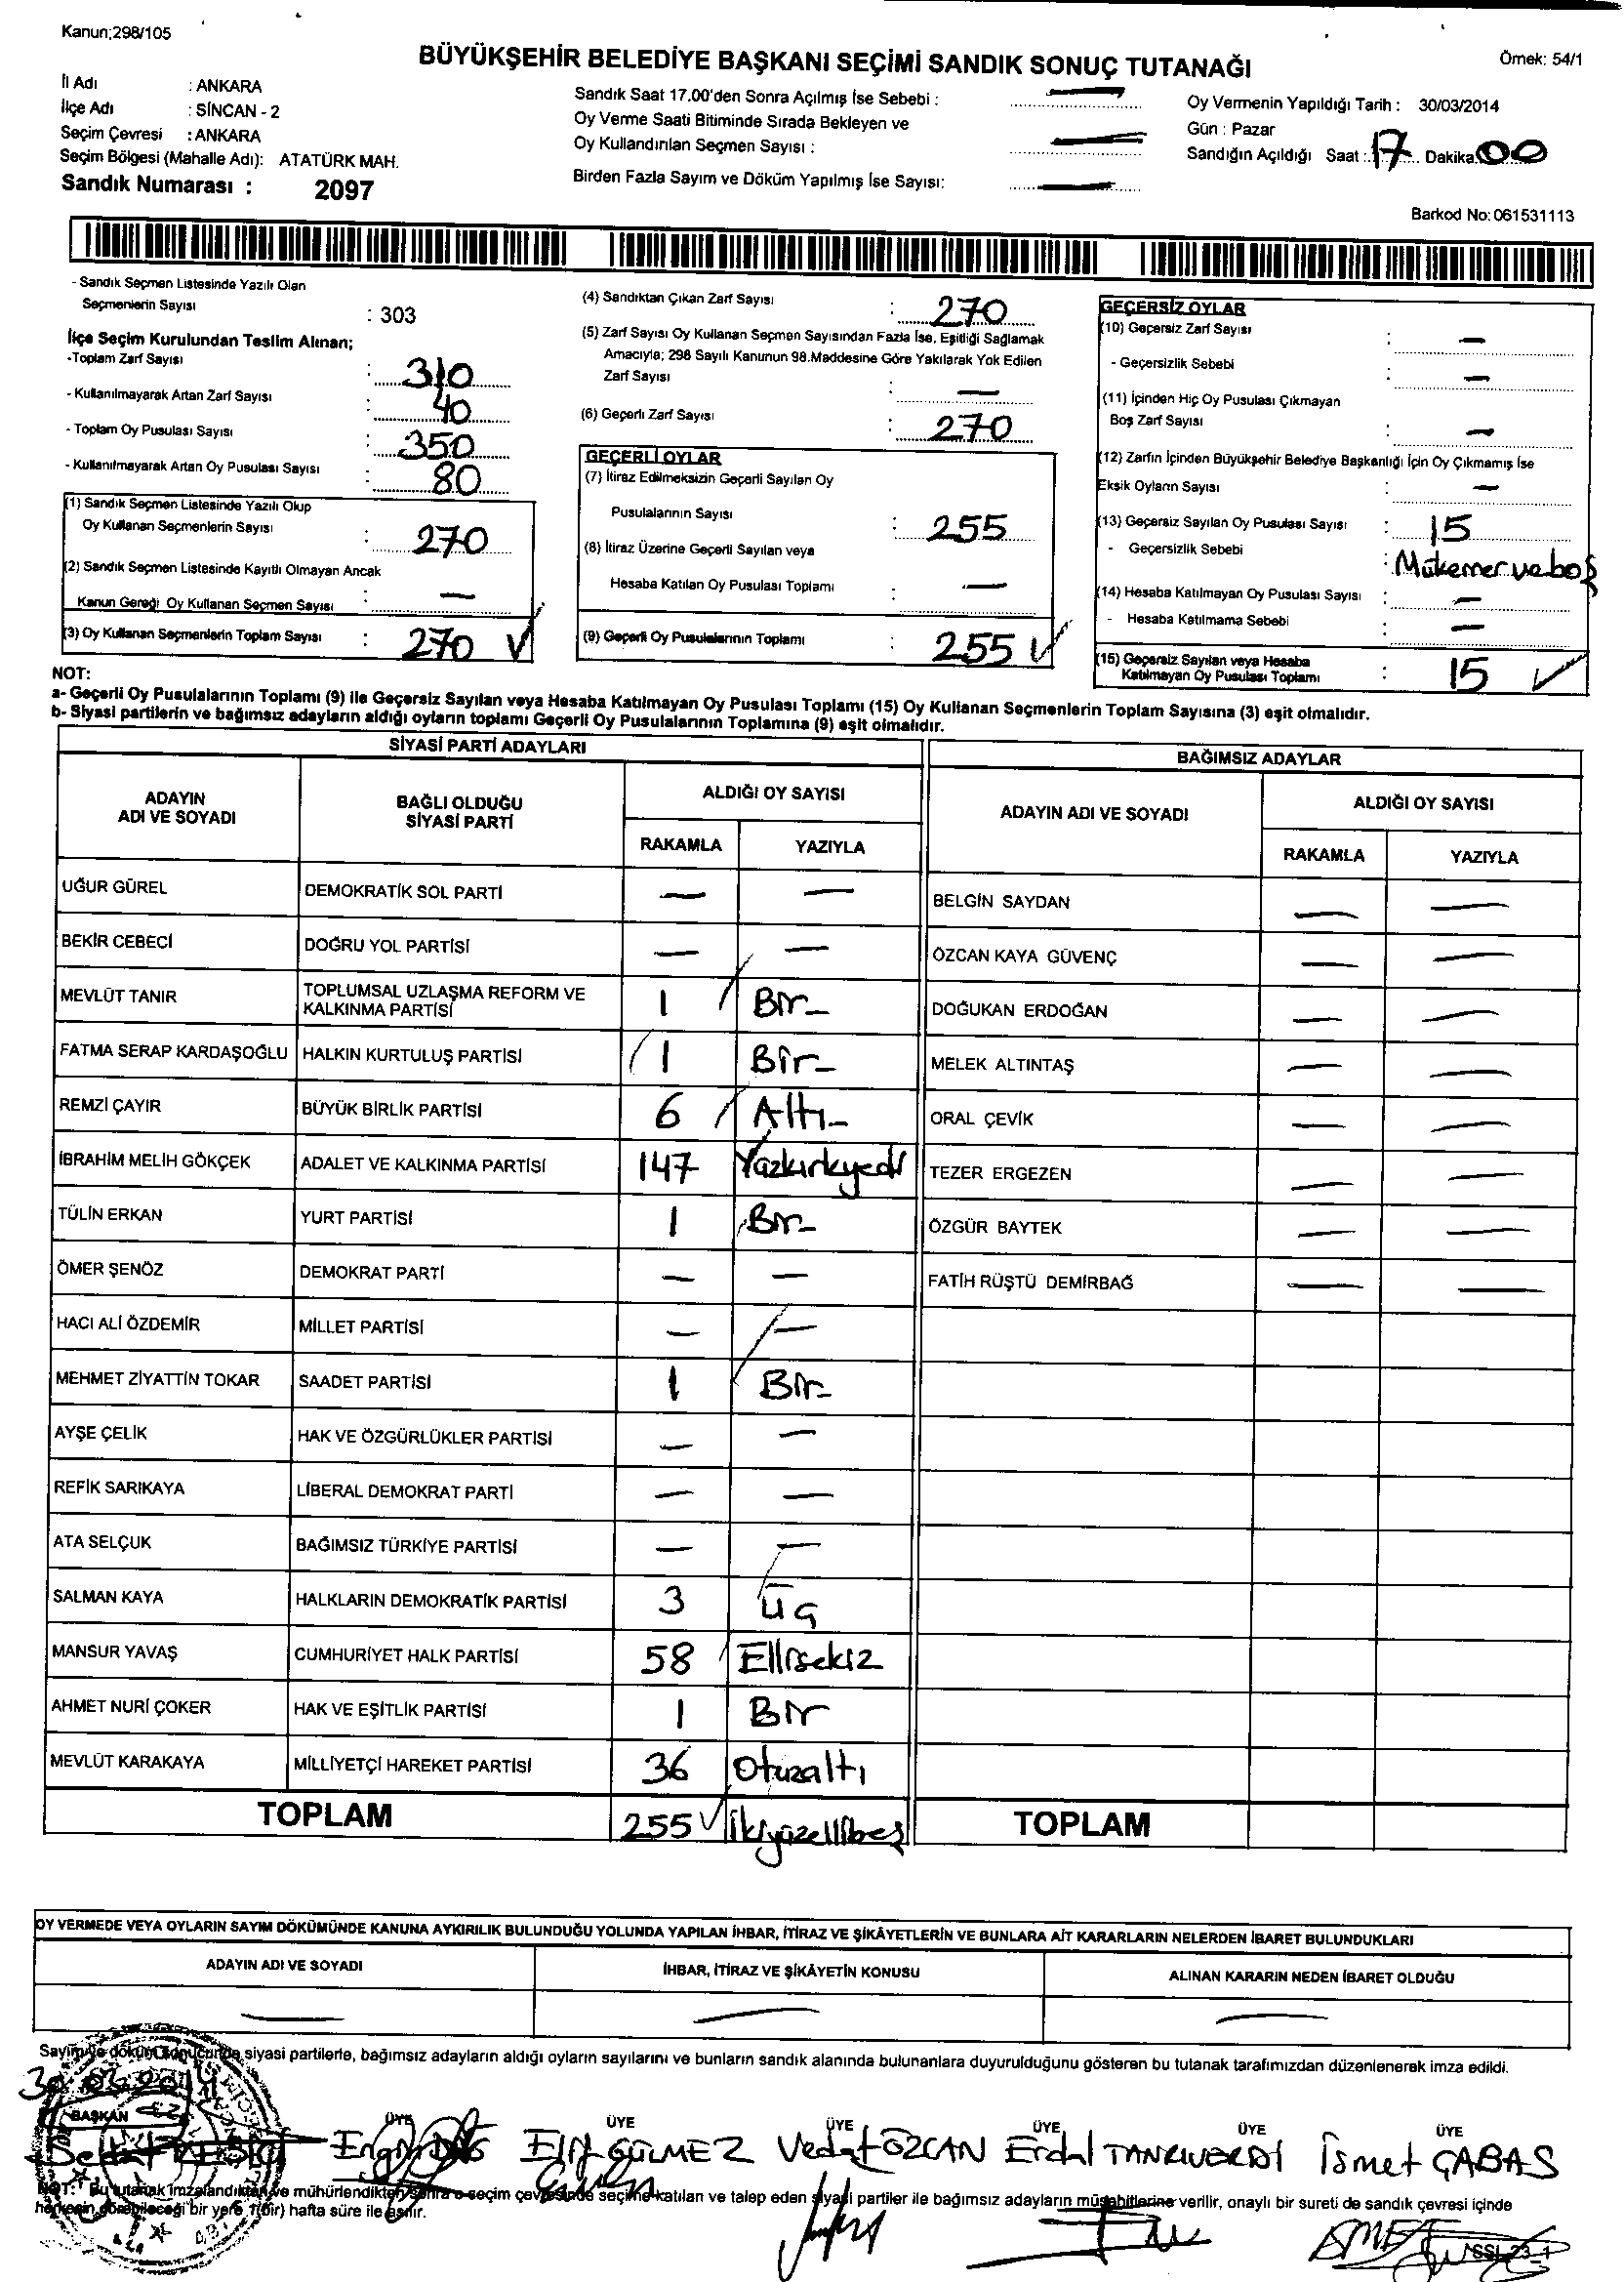 Kanun;298/105
BÜYÜKŞEHİR BELEDİYE BAŞKANI SEÇİMİ SANDIK SONUÇ TUTANAĞI
Örnek: 54/1
İl Adı : ANKARA
İlçe Adı : SİNCAN - 2
Seçim Çevresi : ANKARA
Seçim Bölgesi (Mahalle Adı): ATATÜRK MAH.
Sandık Numarası : 2097
Sandık Saat 17.00'den Sonra Açılmış İse Sebebi : —
Oy Verme Saati Bitiminde Sırada Bekleyen ve
Oy Kullandırılan Seçmen Sayısı : —
Birden Fazla Sayım ve Döküm Yapılmış İse Sayısı: —
Oy Vermenin Yapıldığı Tarih : 30/03/2014
Gün : Pazar
Sandığın Açıldığı Saat : 17 Dakika 00
Barkod No: 061531113
- Sandık Seçmen Listesinde Yazılı Olan
Seçmenlerin Sayısı : 303
İlçe Seçim Kurulundan Teslim Alınan;
-Toplam Zarf Sayısı : 310
- Kullanılmayarak Artan Zarf Sayısı : 40
- Toplam Oy Pusulası Sayısı : 350
- Kullanılmayarak Artan Oy Pusulası Sayısı : 80
(1) Sandık Seçmen Listesinde Yazılı Olup
Oy Kullanan Seçmenlerin Sayısı : 270
(2) Sandık Seçmen Listesinde Kayıtlı Olmayan Ancak
Kanun Gereği Oy Kullanan Seçmen Sayısı : —
(3) Oy Kullanan Seçmenlerin Toplam Sayısı : 270 ✓
(4) Sandıktan Çıkan Zarf Sayısı : 270
(5) Zarf Sayısı Oy Kullanan Seçmen Sayısından Fazla İse, Eşitliği Sağlamak
Amacıyla; 298 Sayılı Kanunun 98.Maddesine Göre Yakılarak Yok Edilen
Zarf Sayısı : —
(6) Geçerli Zarf Sayısı : 270
GEÇERLİ OYLAR
(7) İtiraz Edilmeksizin Geçerli Sayılan Oy
Pusulalarının Sayısı : 255
(8) İtiraz Üzerine Geçerli Sayılan veya
Hesaba Katılan Oy Pusulası Toplamı : —
(9) Geçerli Oy Pusulalarının Toplamı : 255 ✓
GEÇERSİZ OYLAR
(10) Geçersiz Zarf Sayısı : —
- Geçersizlik Sebebi : —
(11) İçinden Hiç Oy Pusulası Çıkmayan
Boş Zarf Sayısı : —
(12) Zarfın İçinden Büyükşehir Belediye Başkanlığı İçin Oy Çıkmamış İse
Eksik Oyların Sayısı : —
(13) Geçersiz Sayılan Oy Pusulası Sayısı : 15
- Geçersizlik Sebebi : Mükerrer ve boş
(14) Hesaba Katılmayan Oy Pusulası Sayısı : —
- Hesaba Katılmama Sebebi : —
(15) Geçersiz Sayılan veya Hesaba
Katılmayan Oy Pusulası Toplamı : 15 ✓
NOT:
a- Geçerli Oy Pusulalarının Toplamı (9) ile Geçersiz Sayılan veya Hesaba Katılmayan Oy Pusulası Toplamı (15) Oy Kullanan Seçmenlerin Toplam Sayısına (3) eşit olmalıdır.
b- Siyasi partilerin ve bağımsız adayların aldığı oyların toplamı Geçerli Oy Pusulalarının Toplamına (9) eşit olmalıdır.
SİYASİ PARTİ ADAYLARI
ADAYIN
ADI VE SOYADI
BAĞLI OLDUĞU
SİYASİ PARTİ
ALDIĞI OY SAYISI
RAKAMLA YAZIYLA
UĞUR GÜREL DEMOKRATİK SOL PARTİ — —
BEKİR CEBECİ DOĞRU YOL PARTİSİ — —
MEVLÜT TANIR TOPLUMSAL UZLAŞMA REFORM VE
KALKINMA PARTİSİ 1 Bir-
FATMA SERAP KARDAŞOĞLU HALKIN KURTULUŞ PARTİSİ 1 Bir-
REMZİ ÇAYIR BÜYÜK BİRLİK PARTİSİ 6 Altı-
İBRAHİM MELİH GÖKÇEK ADALET VE KALKINMA PARTİSİ 147 Yüzkırkyedi
TÜLİN ERKAN YURT PARTİSİ 1 Bir-
ÖMER ŞENÖZ DEMOKRAT PARTİ — —
HACI ALİ ÖZDEMİR MİLLET PARTİSİ — —
MEHMET ZİYATTİN TOKAR SAADET PARTİSİ 1 Bir-
AYŞE ÇELİK HAK VE ÖZGÜRLÜKLER PARTİSİ — —
REFİK SARIKAYA LİBERAL DEMOKRAT PARTİ — —
ATA SELÇUK BAĞIMSIZ TÜRKİYE PARTİSİ — —
SALMAN KAYA HALKLARIN DEMOKRATİK PARTİSİ 3 Üç
MANSUR YAVAŞ CUMHURİYET HALK PARTİSİ 58 Ellisekiz
AHMET NURİ ÇOKER HAK VE EŞİTLİK PARTİSİ 1 Bir
MEVLÜT KARAKAYA MİLLİYETÇİ HAREKET PARTİSİ 36 Otuzaltı
TOPLAM 255 ✓ İkiyüzellibeş
BAĞIMSIZ ADAYLAR
ADAYIN ADI VE SOYADI
ALDIĞI OY SAYISI
RAKAMLA YAZIYLA
BELGİN SAYDAN — —
ÖZCAN KAYA GÜVENÇ — —
DOĞUKAN ERDOĞAN — —
MELEK ALTINTAŞ — —
ORAL ÇEVİK — —
TEZER ERGEZEN — —
ÖZGÜR BAYTEK — —
FATİH RÜŞTÜ DEMİRBAĞ — —
TOPLAM
OY VERMEDE VEYA OYLARIN SAYIM DÖKÜMÜNDE KANUNA AYKIRILIK BULUNDUĞU YOLUNDA YAPILAN İHBAR, İTİRAZ VE ŞİKÂYETLERİN VE BUNLARA AİT KARARLARIN NELERDEN İBARET BULUNDUKLARI
ADAYIN ADI VE SOYADI İHBAR, İTİRAZ VE ŞİKÂYETİN KONUSU ALINAN KARARIN NEDEN İBARET OLDUĞU
— — —
Sayım ve döküm sonucunda siyasi partilerle, bağımsız adayların aldığı oyların sayılarını ve bunların sandık alanında bulunanlara duyurulduğunu gösteren bu tutanak tarafımızdan düzenlenerek imza edildi.
30.03.2014
BAŞKAN ÜYE ÜYE ÜYE ÜYE ÜYE ÜYE
Engin Elif GÜLMEZ Vedat ÖZCAN Erdal TANRIVERDİ İsmet ÇABAS
NOT: Bu tutanak imzalandıktan ve mühürlendikten sonra o seçim çevresinde seçime katılan ve talep eden siyasi partiler ile bağımsız adayların müşahitlerine verilir, onaylı bir sureti de sandık çevresi içinde
herkesin görebileceği bir yere 1(bir) hafta süre ile asılır.
SSI_23_1